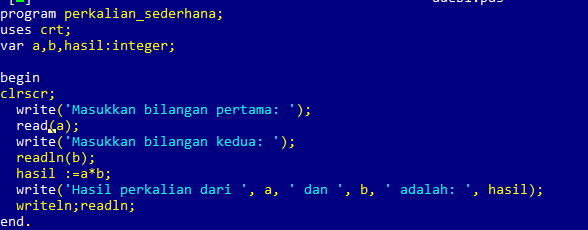 program perkalian_sederhana;
uses crt;
var a,b,hasil:integer;
begin
clrscr;
write('Masukkan bilangan pertama: ');
read(a);
write('Masukkan bilangan kedua: ');
readln(b);
hasil :=a*b;
write('Hasil perkalian dari ', a, ' dan ', b, ' adalah: ', hasil);
writeln;readln;
end.